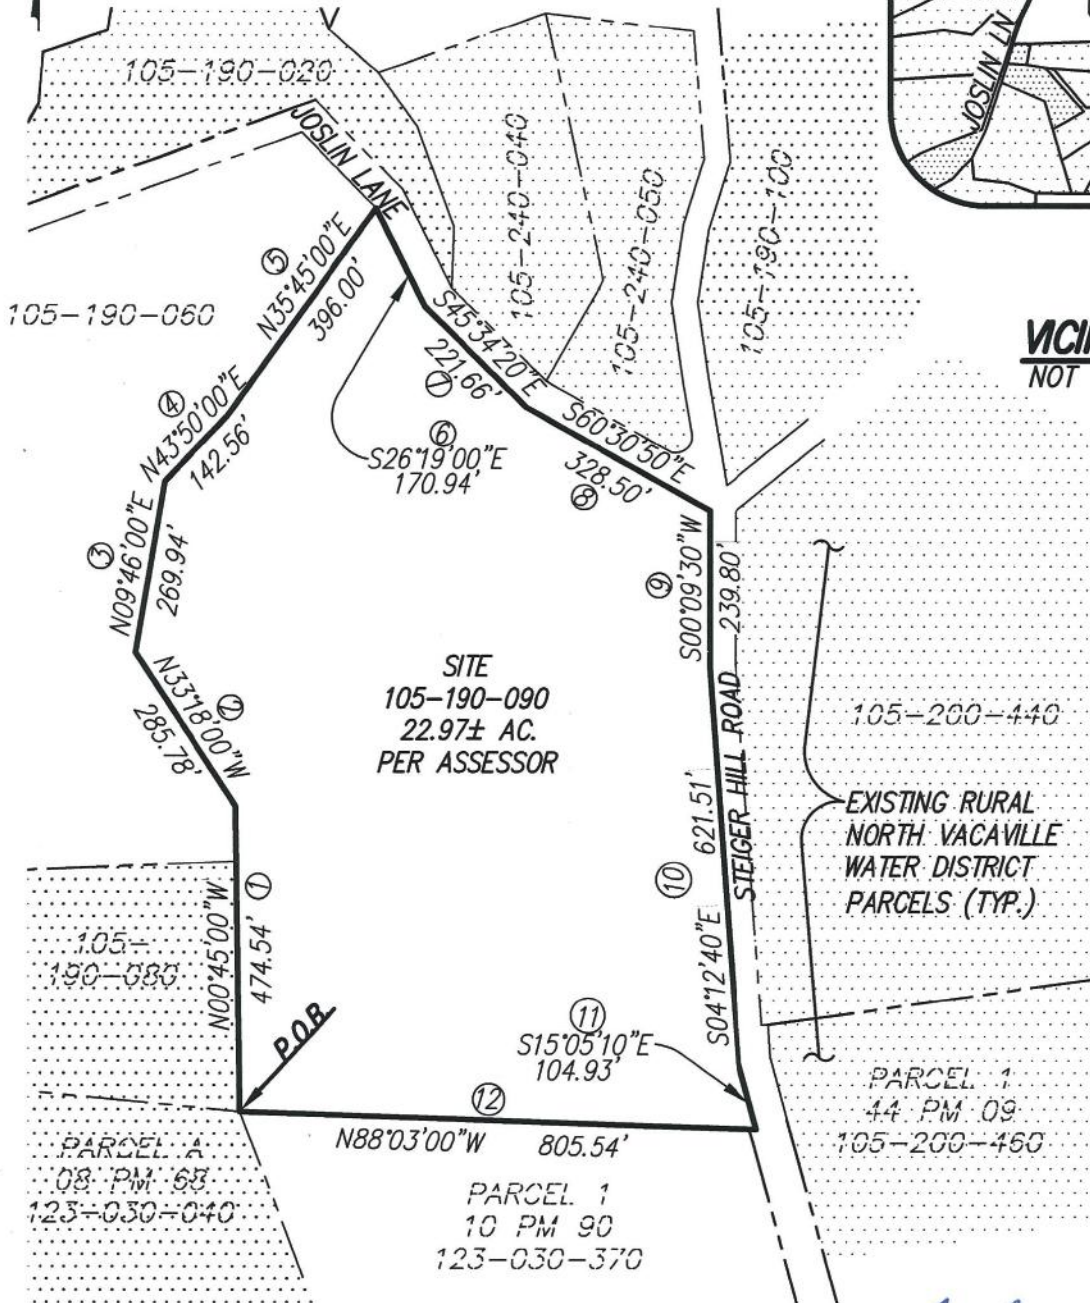 105-190-020
JOSLIN LANE
JOSLIN LN
105-240-040
105-240-050
105-190-100
105-190-060
⑤
N35°45'00"E
396.00'
④
N43°50'00"E
142.56'
S45°34'20"E
221.66'
⑦
⑥
S26°19'00"E
170.94'
S60°30'50"E
328.50'
⑧
NOT
③
N09°46'00"E
269.94'
⑨
S00°09'30"W
239.80'
②
N33°18'00"W
285.78'
SITE
105-190-090
22.97± AC.
PER ASSESSOR
STEIGER HILL ROAD
105-200-440
EXISTING RURAL
NORTH VACAVILLE
WATER DISTRICT
PARCELS (TYP.)
⑩
621.51'
S04°12'40"E
①
N00°45'00"W
474.54'
105-
190-080
P.O.B.
⑪
S15°05'10"E
104.93'
⑫
N88°03'00"W 805.54'
PARCEL 1
44 PM 09
105-200-460
PARCEL A
08 PM 68
123-030-040
PARCEL 1
10 PM 90
123-030-370